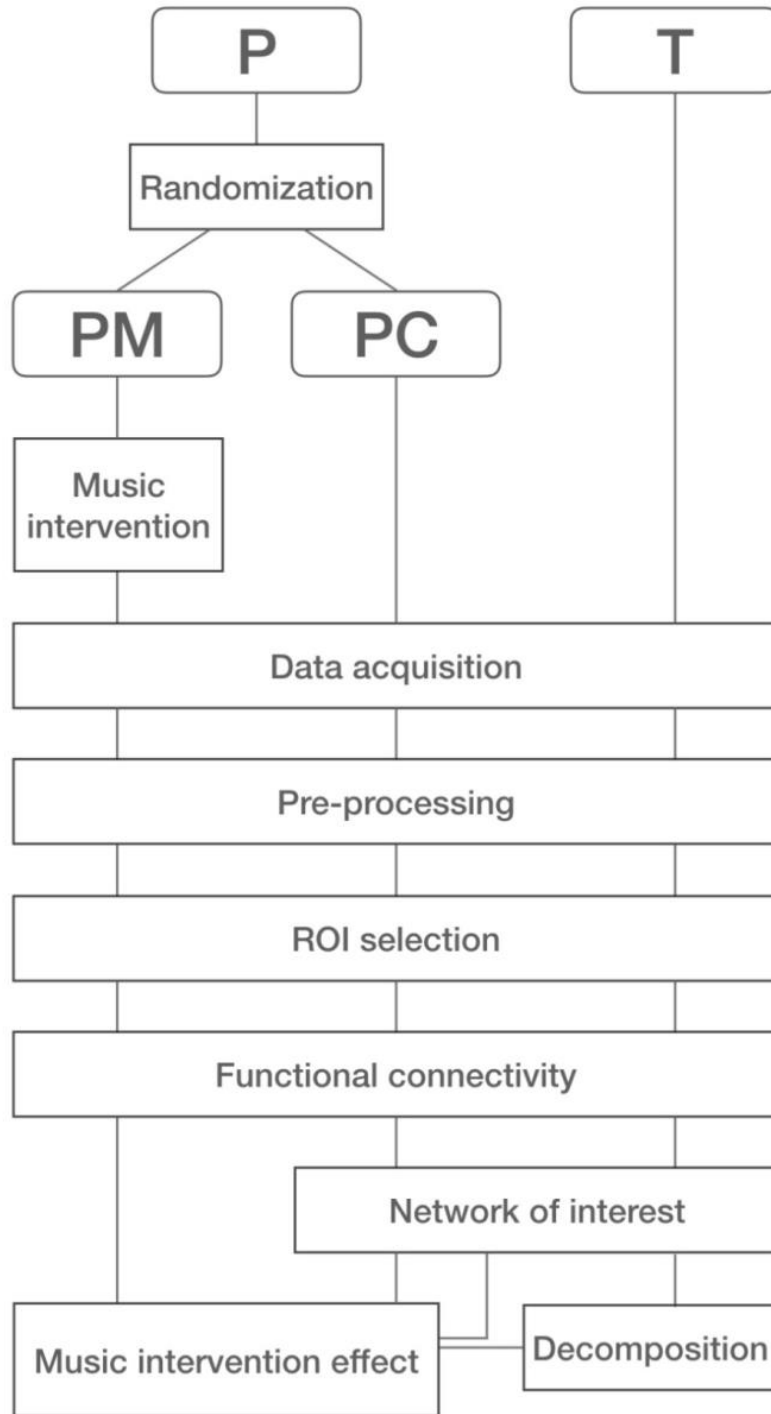 P
T
Randomization
PM
PC
Music
intervention
Data acquisition
Pre-processing
ROI selection
Functional connectivity
Network of interest
Music intervention effect
Decomposition